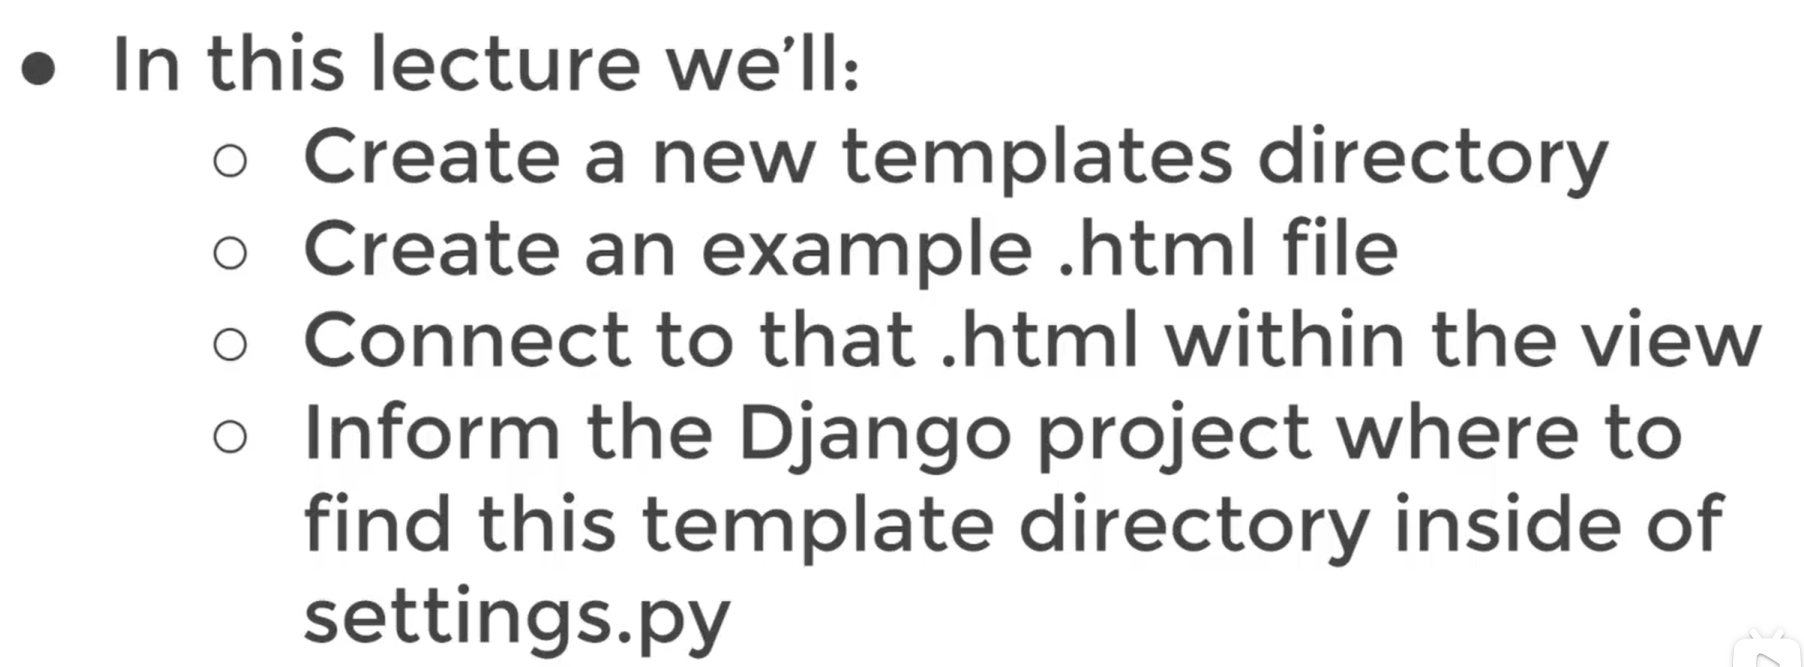 ● In this lecture we’ll:
○ Create a new templates directory
○ Create an example .html file
○ Connect to that .html within the view
○ Inform the Django project where to
find this template directory inside of
settings.py